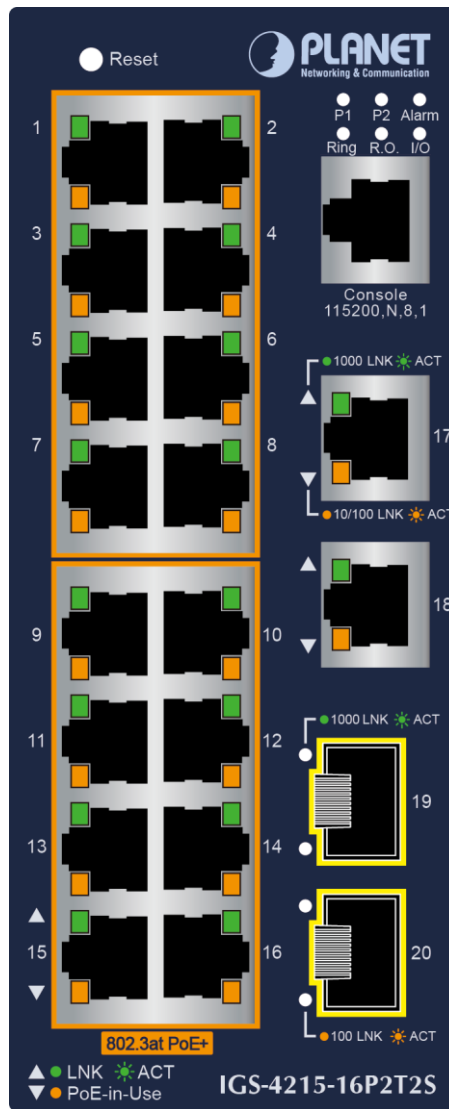 Reset
PLANET
Networking & Communication
P1 P2 Alarm
Ring R.O. I/O
Console
115200,N,8,1
1 2
3 4
5 6
7 8
1000 LNK ACT
17
10/100 LNK ACT
18
9 10
11 12
13 14
15 16
1000 LNK ACT
19
20
100 LNK ACT
802.3at PoE+
LNK ACT
PoE-in-Use
IGS-4215-16P2T2S